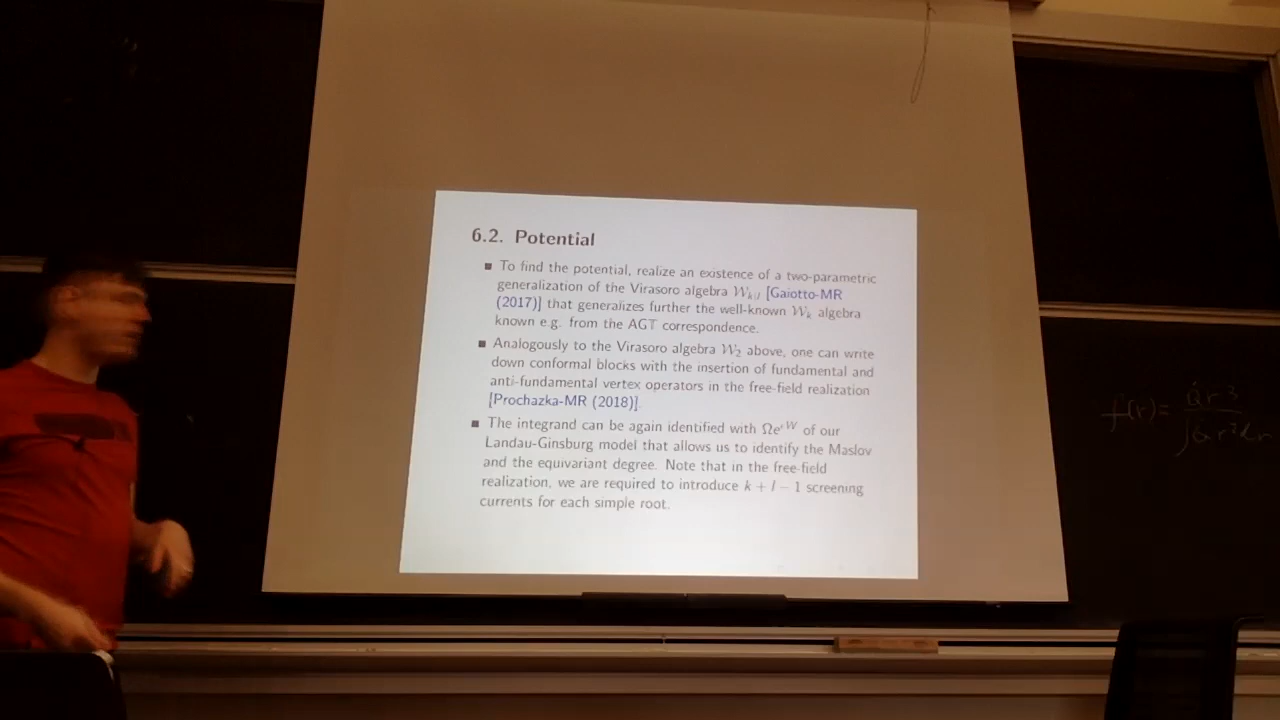 6.2. Potential
■ To find the potential, realize an existence of a two-parametric
generalization of the Virasoro algebra 𝒲ₖ|ₗ [Gaiotto-MR
(2017)] that generalizes further the well-known 𝒲ₖ algebra
known e.g. from the AGT correspondence.
■ Analogously to the Virasoro algebra 𝒲₂ above, one can write
down conformal blocks with the insertion of fundamental and
anti-fundamental vertex operators in the free-field realization
[Prochazka-MR (2018)].
■ The integrand can be again identified with Ωeᶦᵂ of our
Landau-Ginsburg model that allows us to identify the Maslov
and the equivariant degree. Note that in the free-field
realization, we are required to introduce k + l − 1 screening
currents for each simple root.
f(r)=